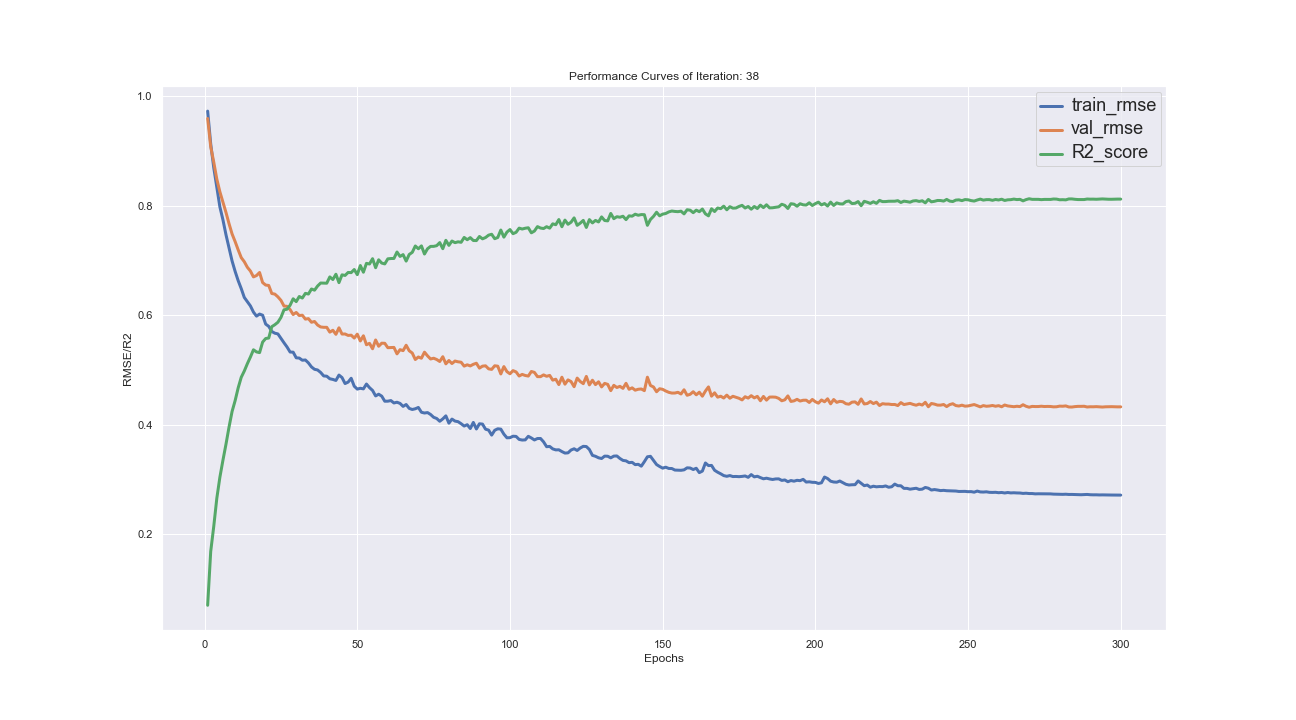 Performance Curves of Iteration: 38
train_rmse
val_rmse
R2_score
1.0
0.8
0.6
0.4
0.2
RMSE/R2
0
50
100
150
200
250
300
Epochs